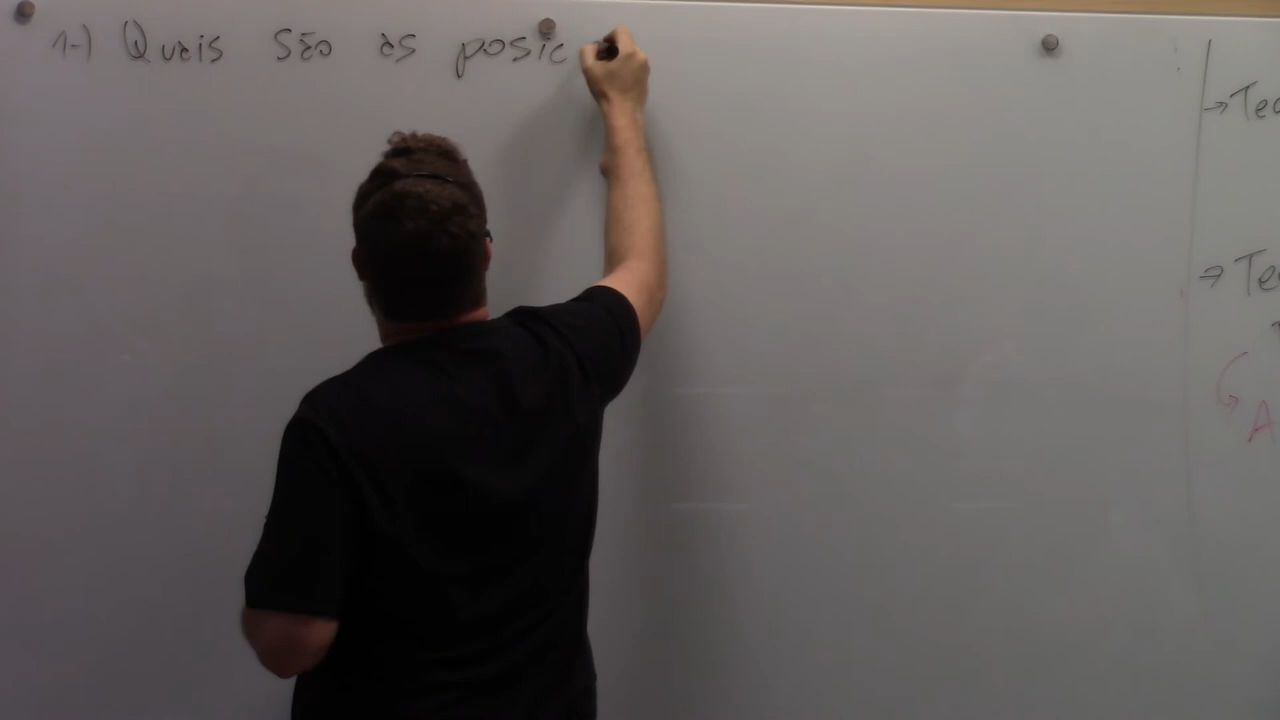 1-) Quais são as posic
→ Tec
⇒ Te
A